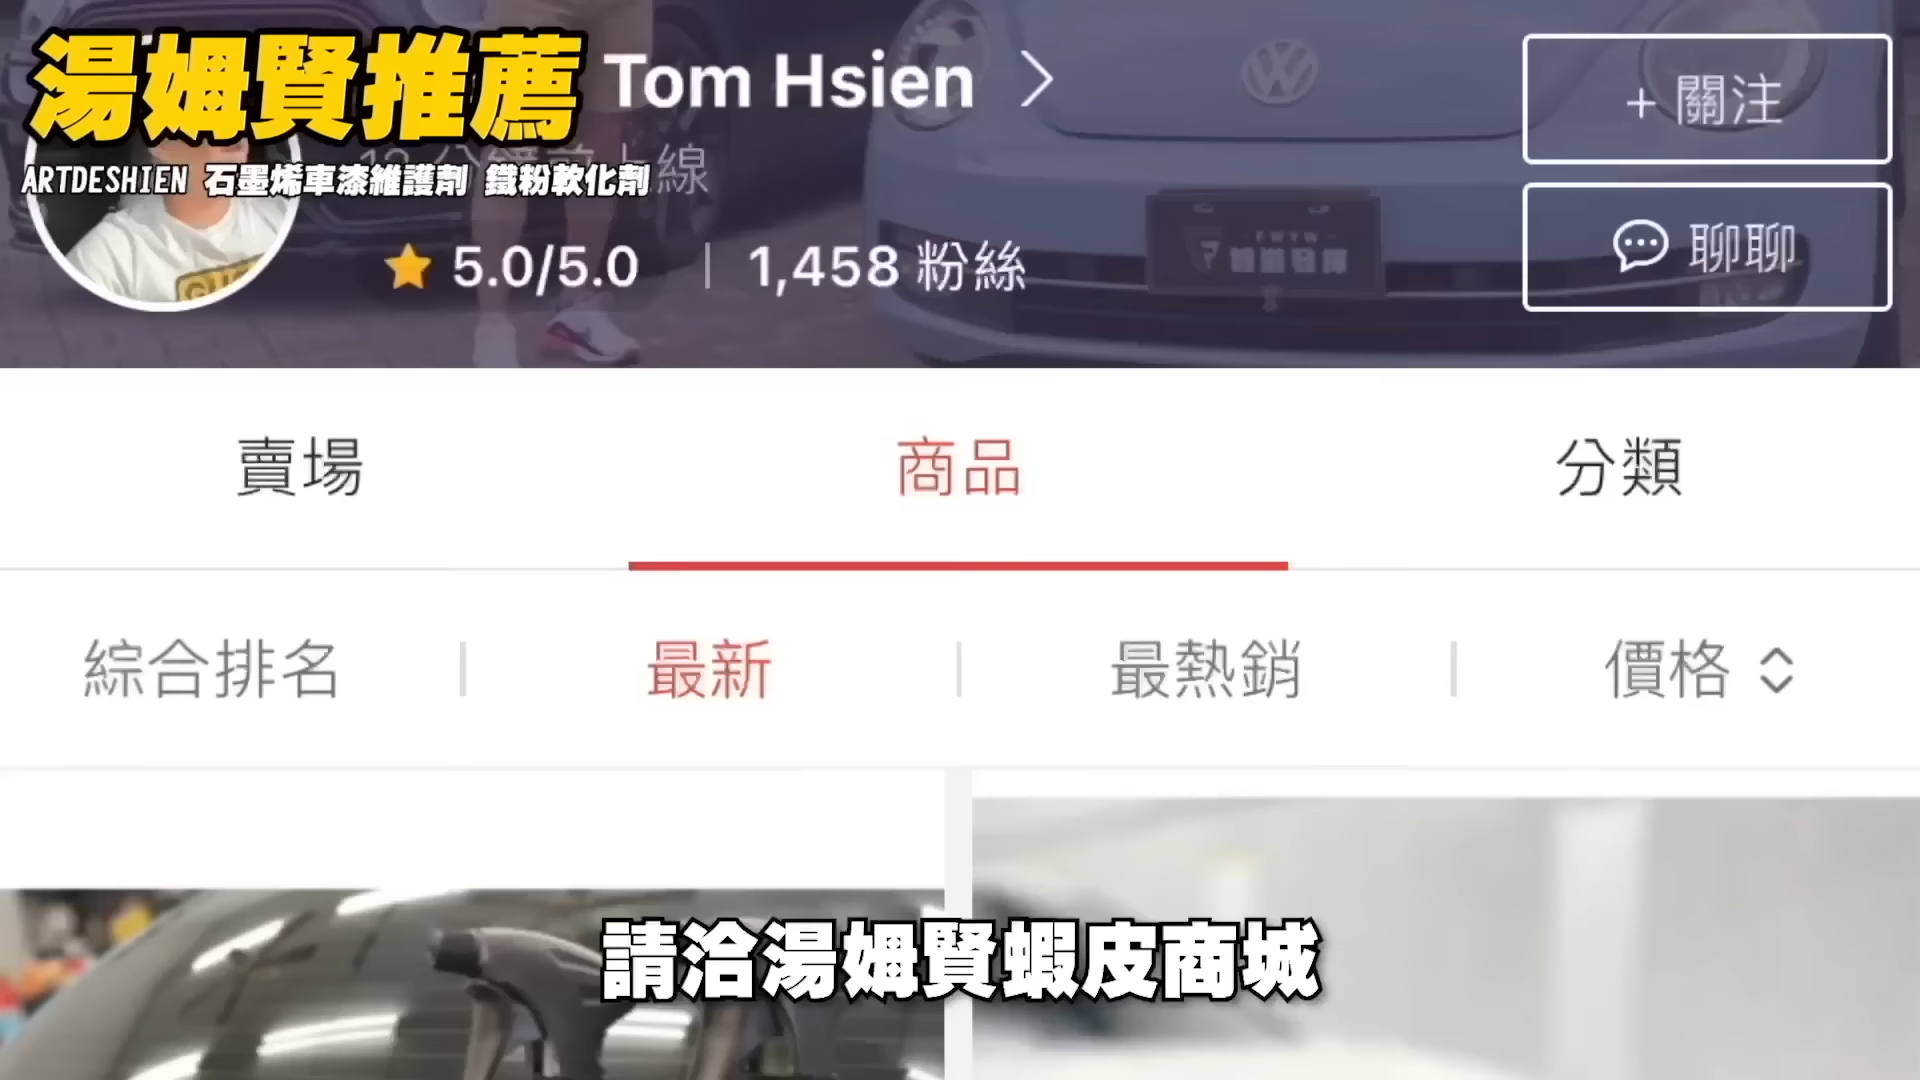 湯姆賢推薦
Tom Hsien
+ 關注
ARTDESHIEN 石墨烯車漆維護劑 鐵粉軟化劑
線
5.0/5.0
1,458 粉絲
聊聊
賣場
商品
分類
綜合排名
最新
最熱銷
價格
請洽湯姆賢蝦皮商城